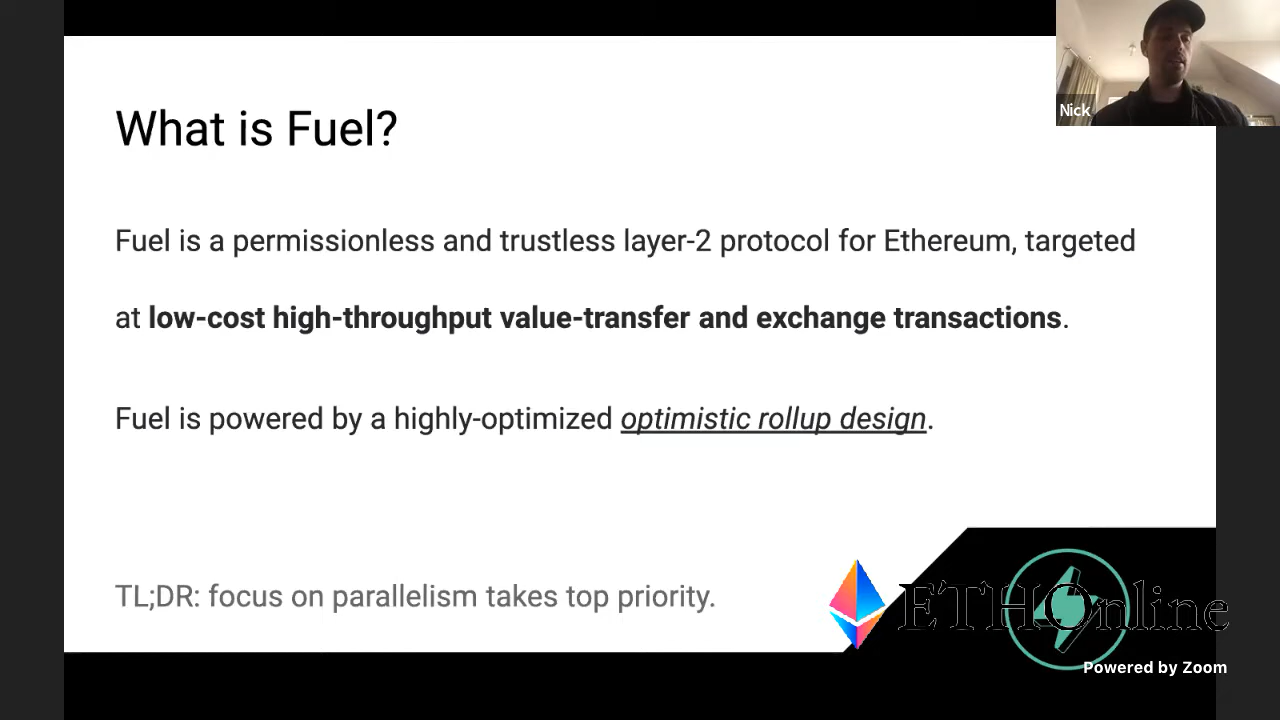 Nick
What is Fuel?
Fuel is a permissionless and trustless layer-2 protocol for Ethereum, targeted
at low-cost high-throughput value-transfer and exchange transactions.
Fuel is powered by a highly-optimized optimistic rollup design.
TL;DR: focus on parallelism takes top priority.
ETHOnline
Powered by Zoom